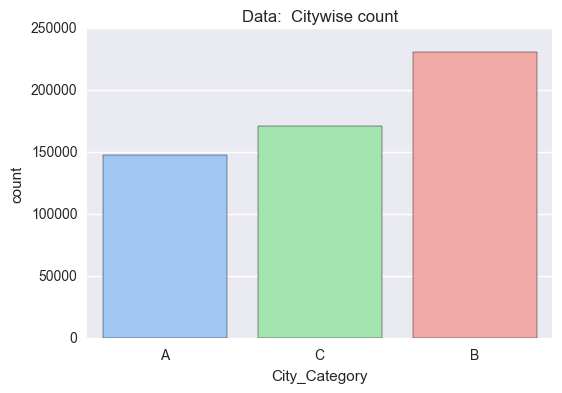 Data:  Citywise count
250000
200000
150000
100000
50000
0
count
A
C
B
City_Category